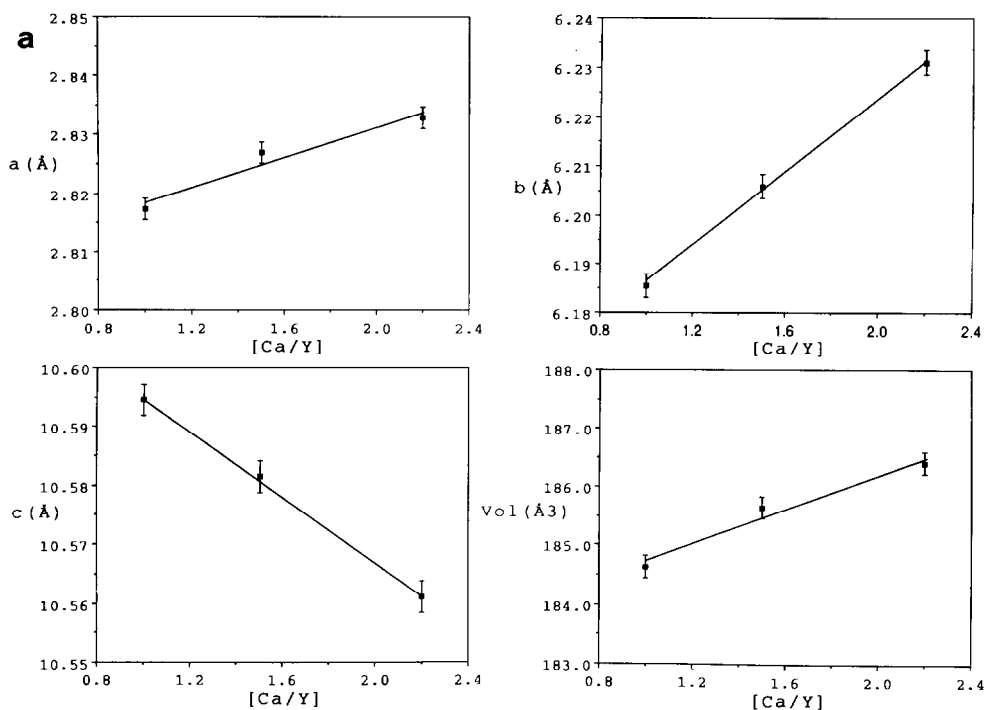 a
2.85
2.84
2.83
a(Å)
2.82
2.81
2.80
0.8 1.2 1.6 2.0 2.4
[Ca/Y]
6.24
6.23
6.22
6.21
b(Å)
6.20
6.19
6.18
0.8 1.2 1.6 2.0 2.4
[Ca/Y]
10.60
10.59
10.58
c(Å)
10.57
10.56
10.55
0.8 1.2 1.6 2.0 2.4
[Ca/Y]
188.0
187.0
186.0
Vol(Å3)
185.0
184.0
183.0
0.8 1.2 1.6 2.0 2.4
[Ca/Y]